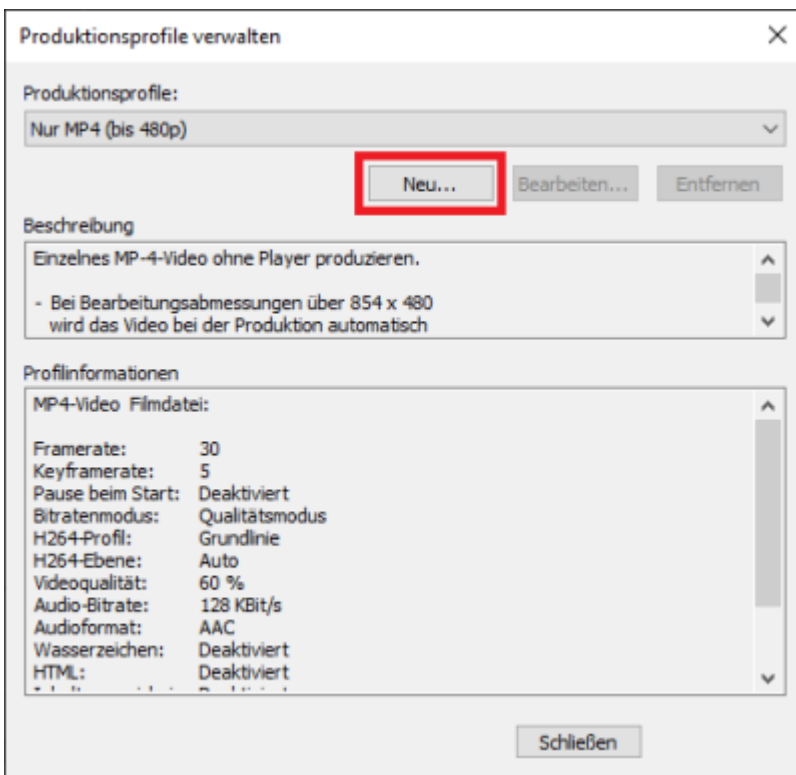 Produktionsprofile verwalten
Produktionsprofile:
Nur MP4 (bis 480p)
Neu... Bearbeiten... Entfernen
Beschreibung
Einzelnes MP-4-Video ohne Player produzieren.
- Bei Bearbeitungsabmessungen über 854 x 480
wird das Video bei der Produktion automatisch
Profilinformationen
MP4-Video Filmdatei:
Framerate: 30
Keyframerate: 5
Pause beim Start: Deaktiviert
Bitratenmodus: Qualitätsmodus
H264-Profil: Grundlinie
H264-Ebene: Auto
Videoqualität: 60 %
Audio-Bitrate: 128 KBit/s
Audioformat: AAC
Wasserzeichen: Deaktiviert
HTML: Deaktiviert
Schließen